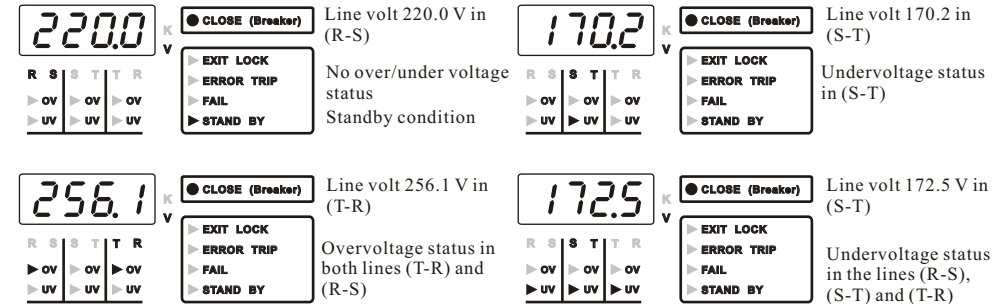 220.0
K
V
CLOSE (Breaker)
EXIT LOCK
ERROR TRIP
FAIL
STAND BY
R S S T T R
OV OV OV
UV UV UV
Line volt 220.0 V in
(R-S)
No over/under voltage
status
Standby condition
170.2
K
V
CLOSE (Breaker)
EXIT LOCK
ERROR TRIP
FAIL
STAND BY
R S S T T R
OV OV OV
UV UV UV
Line volt 170.2 in
(S-T)
Undervoltage status
in (S-T)
256.1
K
V
CLOSE (Breaker)
EXIT LOCK
ERROR TRIP
FAIL
STAND BY
R S S T T R
OV OV OV
UV UV UV
Line volt 256.1 V in
(T-R)
Overvoltage status in
both lines (T-R) and
(R-S)
172.5
K
V
CLOSE (Breaker)
EXIT LOCK
ERROR TRIP
FAIL
STAND BY
R S S T T R
OV OV OV
UV UV UV
Line volt 172.5 V in
(S-T)
Undervoltage status
in the lines (R-S),
(S-T) and (T-R)